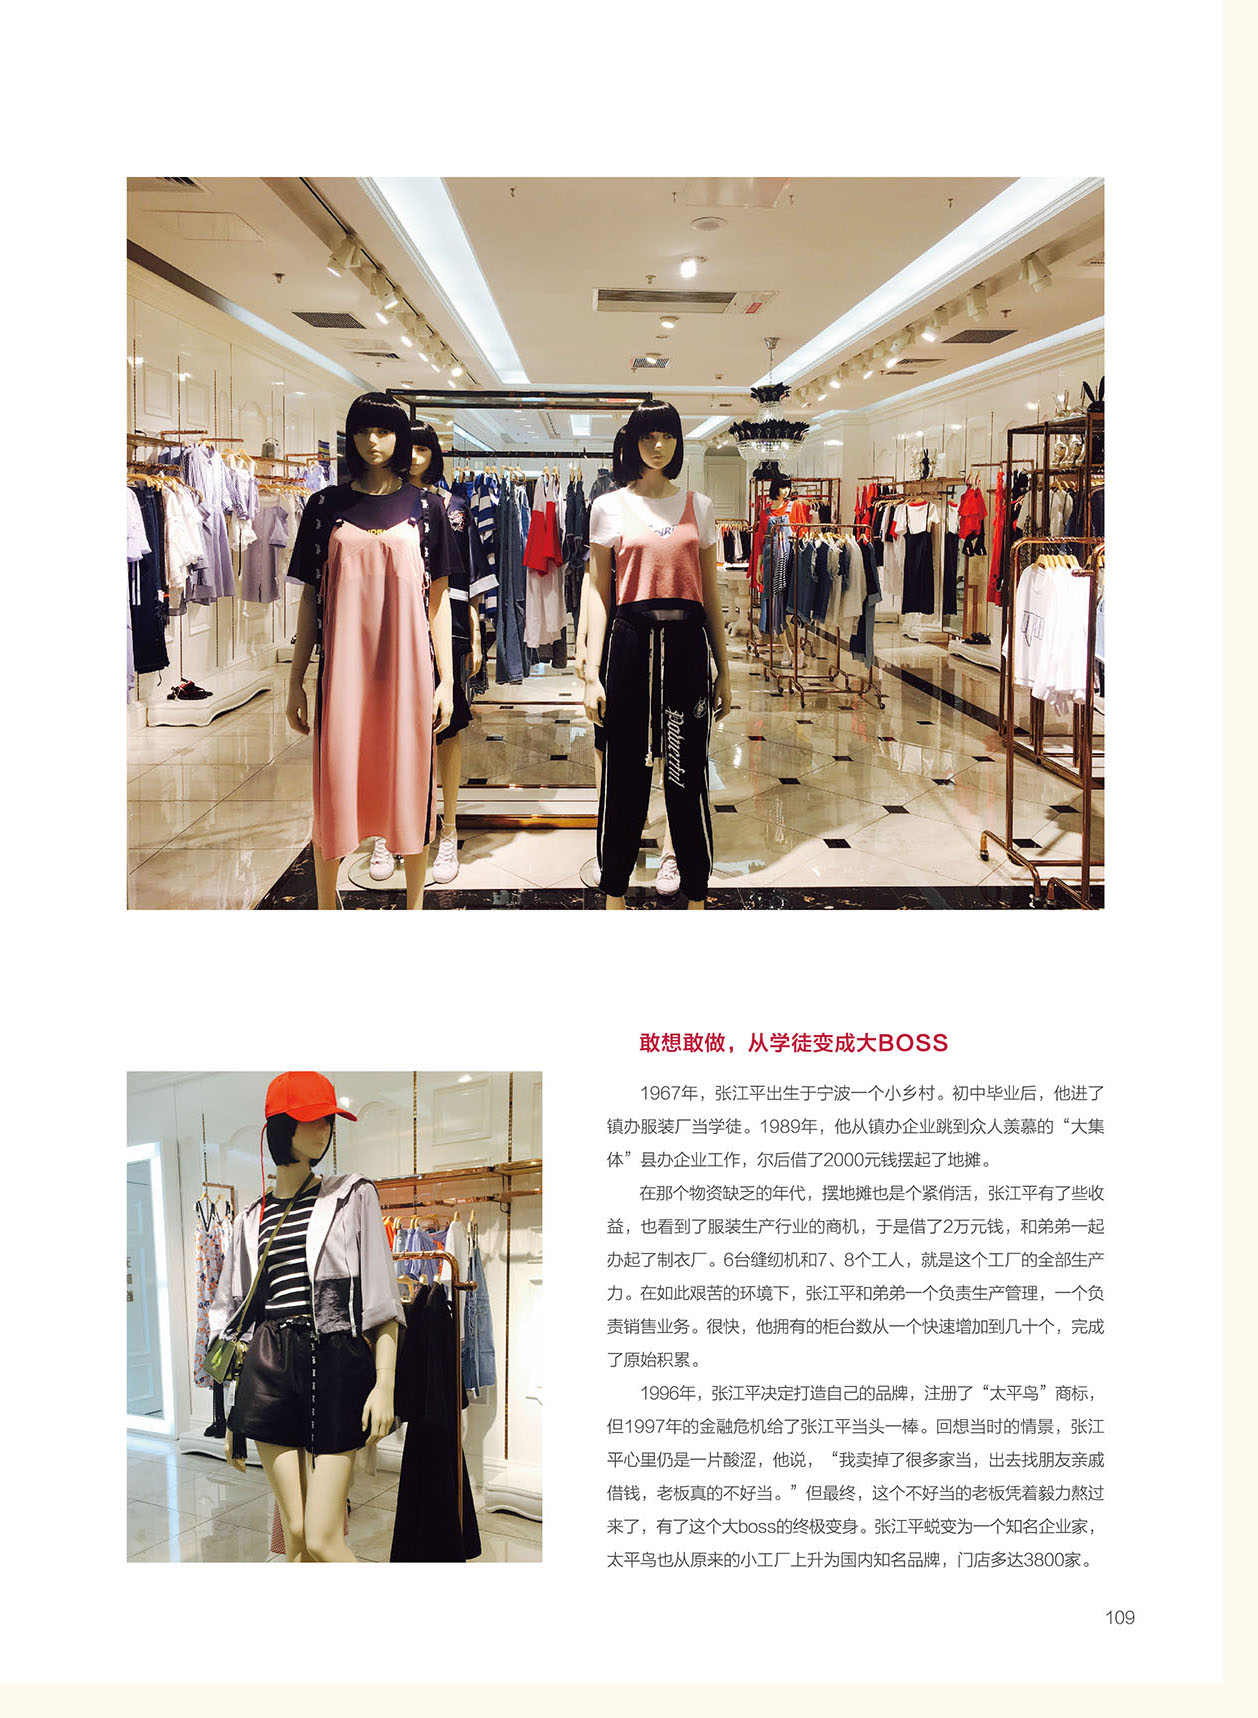 Powerful
敢想敢做，从学徒变成大BOSS
1967年，张江平出生于宁波一个小乡村。初中毕业后，他进了
镇办服装厂当学徒。1989年，他从镇办企业跳到众人羡慕的“大集
体”县办企业工作，尔后借了2000元钱摆起了地摊。
在那个物资缺乏的年代，摆地摊也是个紧俏活，张江平有了些收
益，也看到了服装生产行业的商机，于是借了2万元钱，和弟弟一起
办起了制衣厂。6台缝纫机和7、8个工人，就是这个工厂的全部生产
力。在如此艰苦的环境下，张江平和弟弟一个负责生产管理，一个负
责销售业务。很快，他拥有的柜台数从一个快速增加到几十个，完成
了原始积累。
1996年，张江平决定打造自己的品牌，注册了“太平鸟”商标，
但1997年的金融危机给了张江平当头一棒。回想当时的情景，张江
平心里仍是一片酸涩，他说，“我卖掉了很多家当，出去找朋友亲戚
借钱，老板真的不好当。”但最终，这个不好当的老板凭着毅力熬过
来了，有了这个大boss的终极变身。张江平蜕变为一个知名企业家，
太平鸟也从原来的小工厂上升为国内知名品牌，门店多达3800家。
109